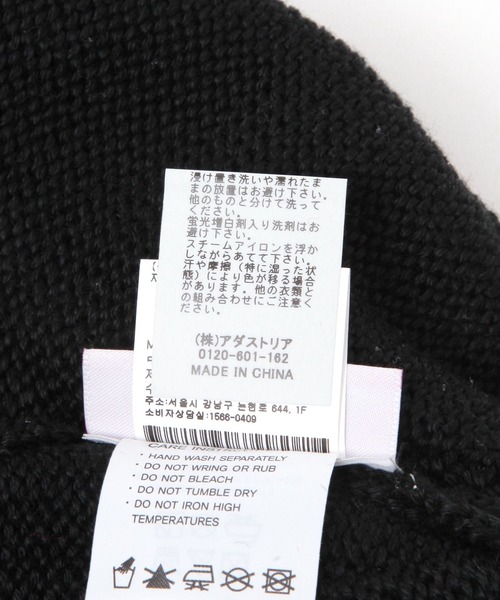 浸け置き洗いや濡れたま
まの放置はお避け下さい。
他のものと分けて洗って
ください。
蛍光増白剤入り洗剤はお
避け下さい。
スチームアイロンを浮か
しながらあてて下さい。
汗や摩擦（特に湿った状
態）により色が移る場合
があります。他の衣類と
の組み合わせにご注意く
ださい。
(株)アダストリア
0120-601-162
MADE IN CHINA
주소:서울시 강남구 논현로 644, 1F
소비자상담실:1566-0409
CARE
· HAND WASH SEPARATELY
· DO NOT WRING OR RUB
· DO NOT BLEACH
· DO NOT TUMBLE DRY
· DO NOT IRON HIGH
TEMPERATURES